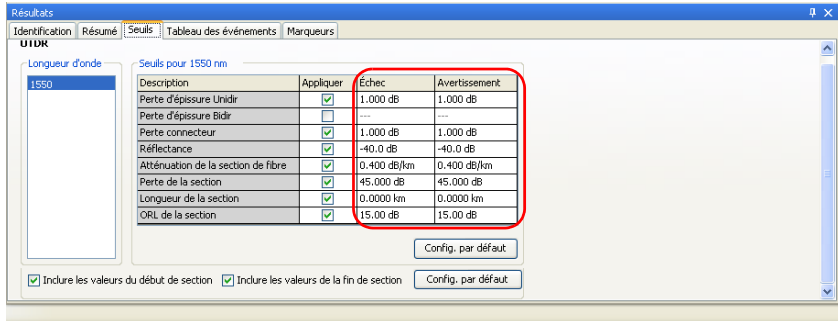 Résultats
Identification Résumé Seuils Tableau des événements Marqueurs
Longueur d'onde
1550
Seuils pour 1550 nm
Description Appliquer Échec Avertissement
Perte d'épissure Unidir 1.000 dB 1.000 dB
Perte d'épissure Bidir --- ---
Perte connecteur 1.000 dB 1.000 dB
Réflectance -40.0 dB -40.0 dB
Atténuation de la section de fibre 0.400 dB/km 0.400 dB/km
Perte de la section 45.000 dB 45.000 dB
Longueur de la section 0.0000 km 0.0000 km
ORL de la section 15.00 dB 15.00 dB
Config. par défaut
Inclure les valeurs du début de section Inclure les valeurs de la fin de section Config. par défaut